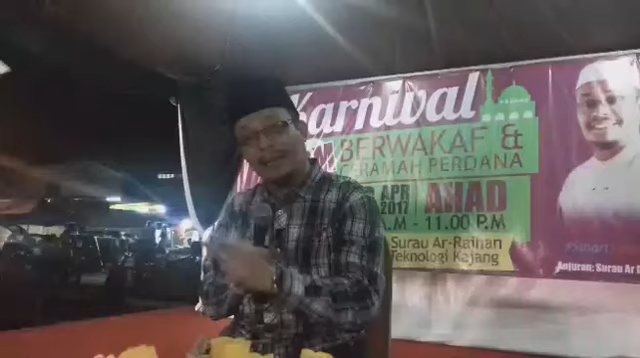 Karnival
BERWAKAF &
CERAMAH PERDANA
APR
2017
AHAD
.M - 11.00 P.M
Surau Ar-Raihan
Teknologi Kajang
Anjuran: Surau Ar